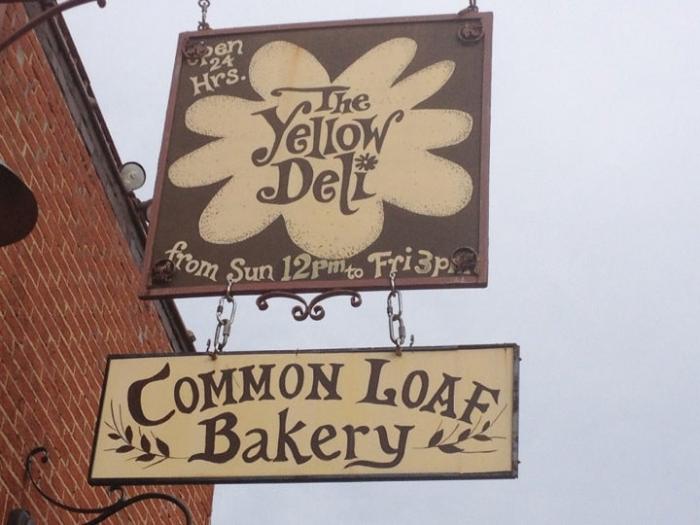 Open
24
Hrs.
The
Yellow
Deli
from Sun 12pm to Fri 3pm
Common Loaf
Bakery